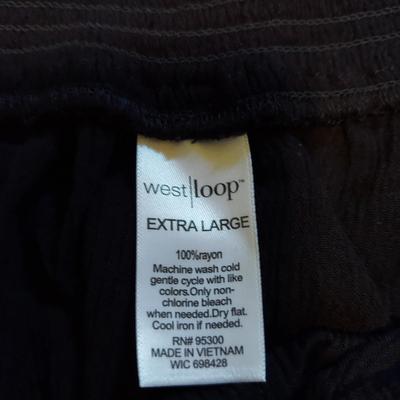 west|loop™
EXTRA LARGE
100%rayon
Machine wash cold
gentle cycle with like
colors.Only non-
chlorine bleach
when needed.Dry flat.
Cool iron if needed.
RN# 95300
MADE IN VIETNAM
WIC 698428